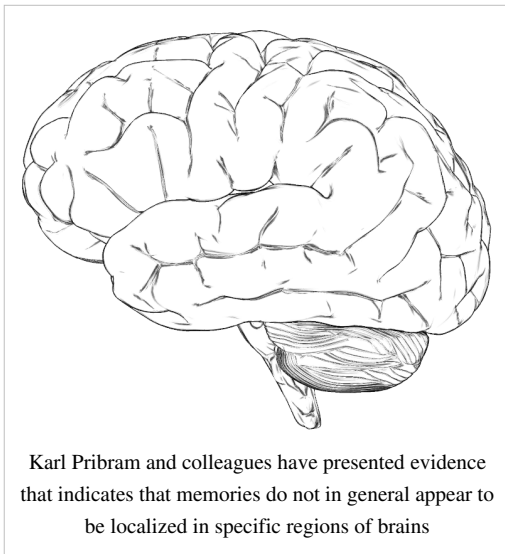 Karl Pribram and colleagues have presented evidence
that indicates that memories do not in general appear to
be localized in specific regions of brains